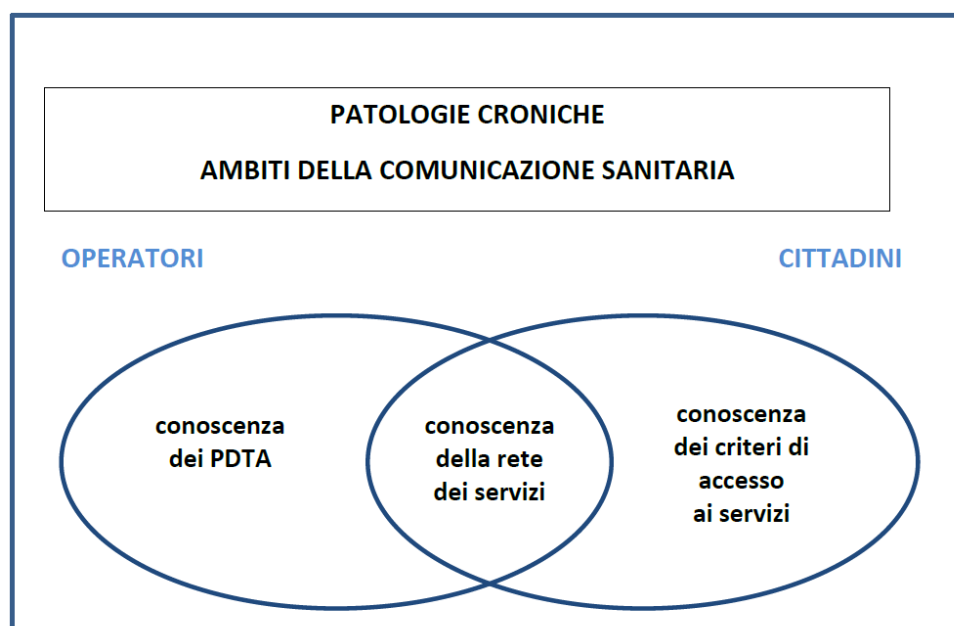 PATOLOGIE CRONICHE
AMBITI DELLA COMUNICAZIONE SANITARIA
OPERATORI
CITTADINI
conoscenza
dei PDTA
conoscenza
della rete
dei servizi
conoscenza
dei criteri di
accesso
ai servizi